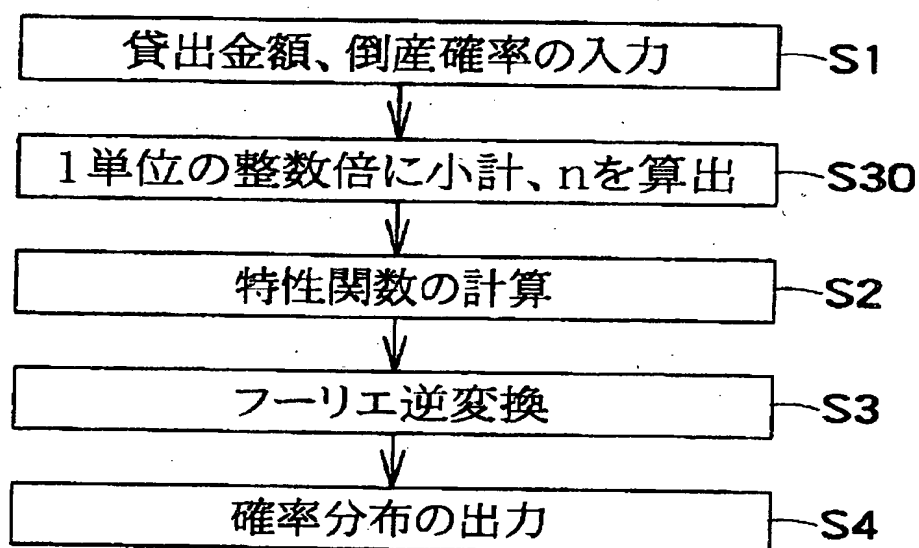 貸出金額、倒産確率の入力 S1
1単位の整数倍に小計、nを算出 S30
特性関数の計算 S2
フーリエ逆変換 S3
確率分布の出力 S4